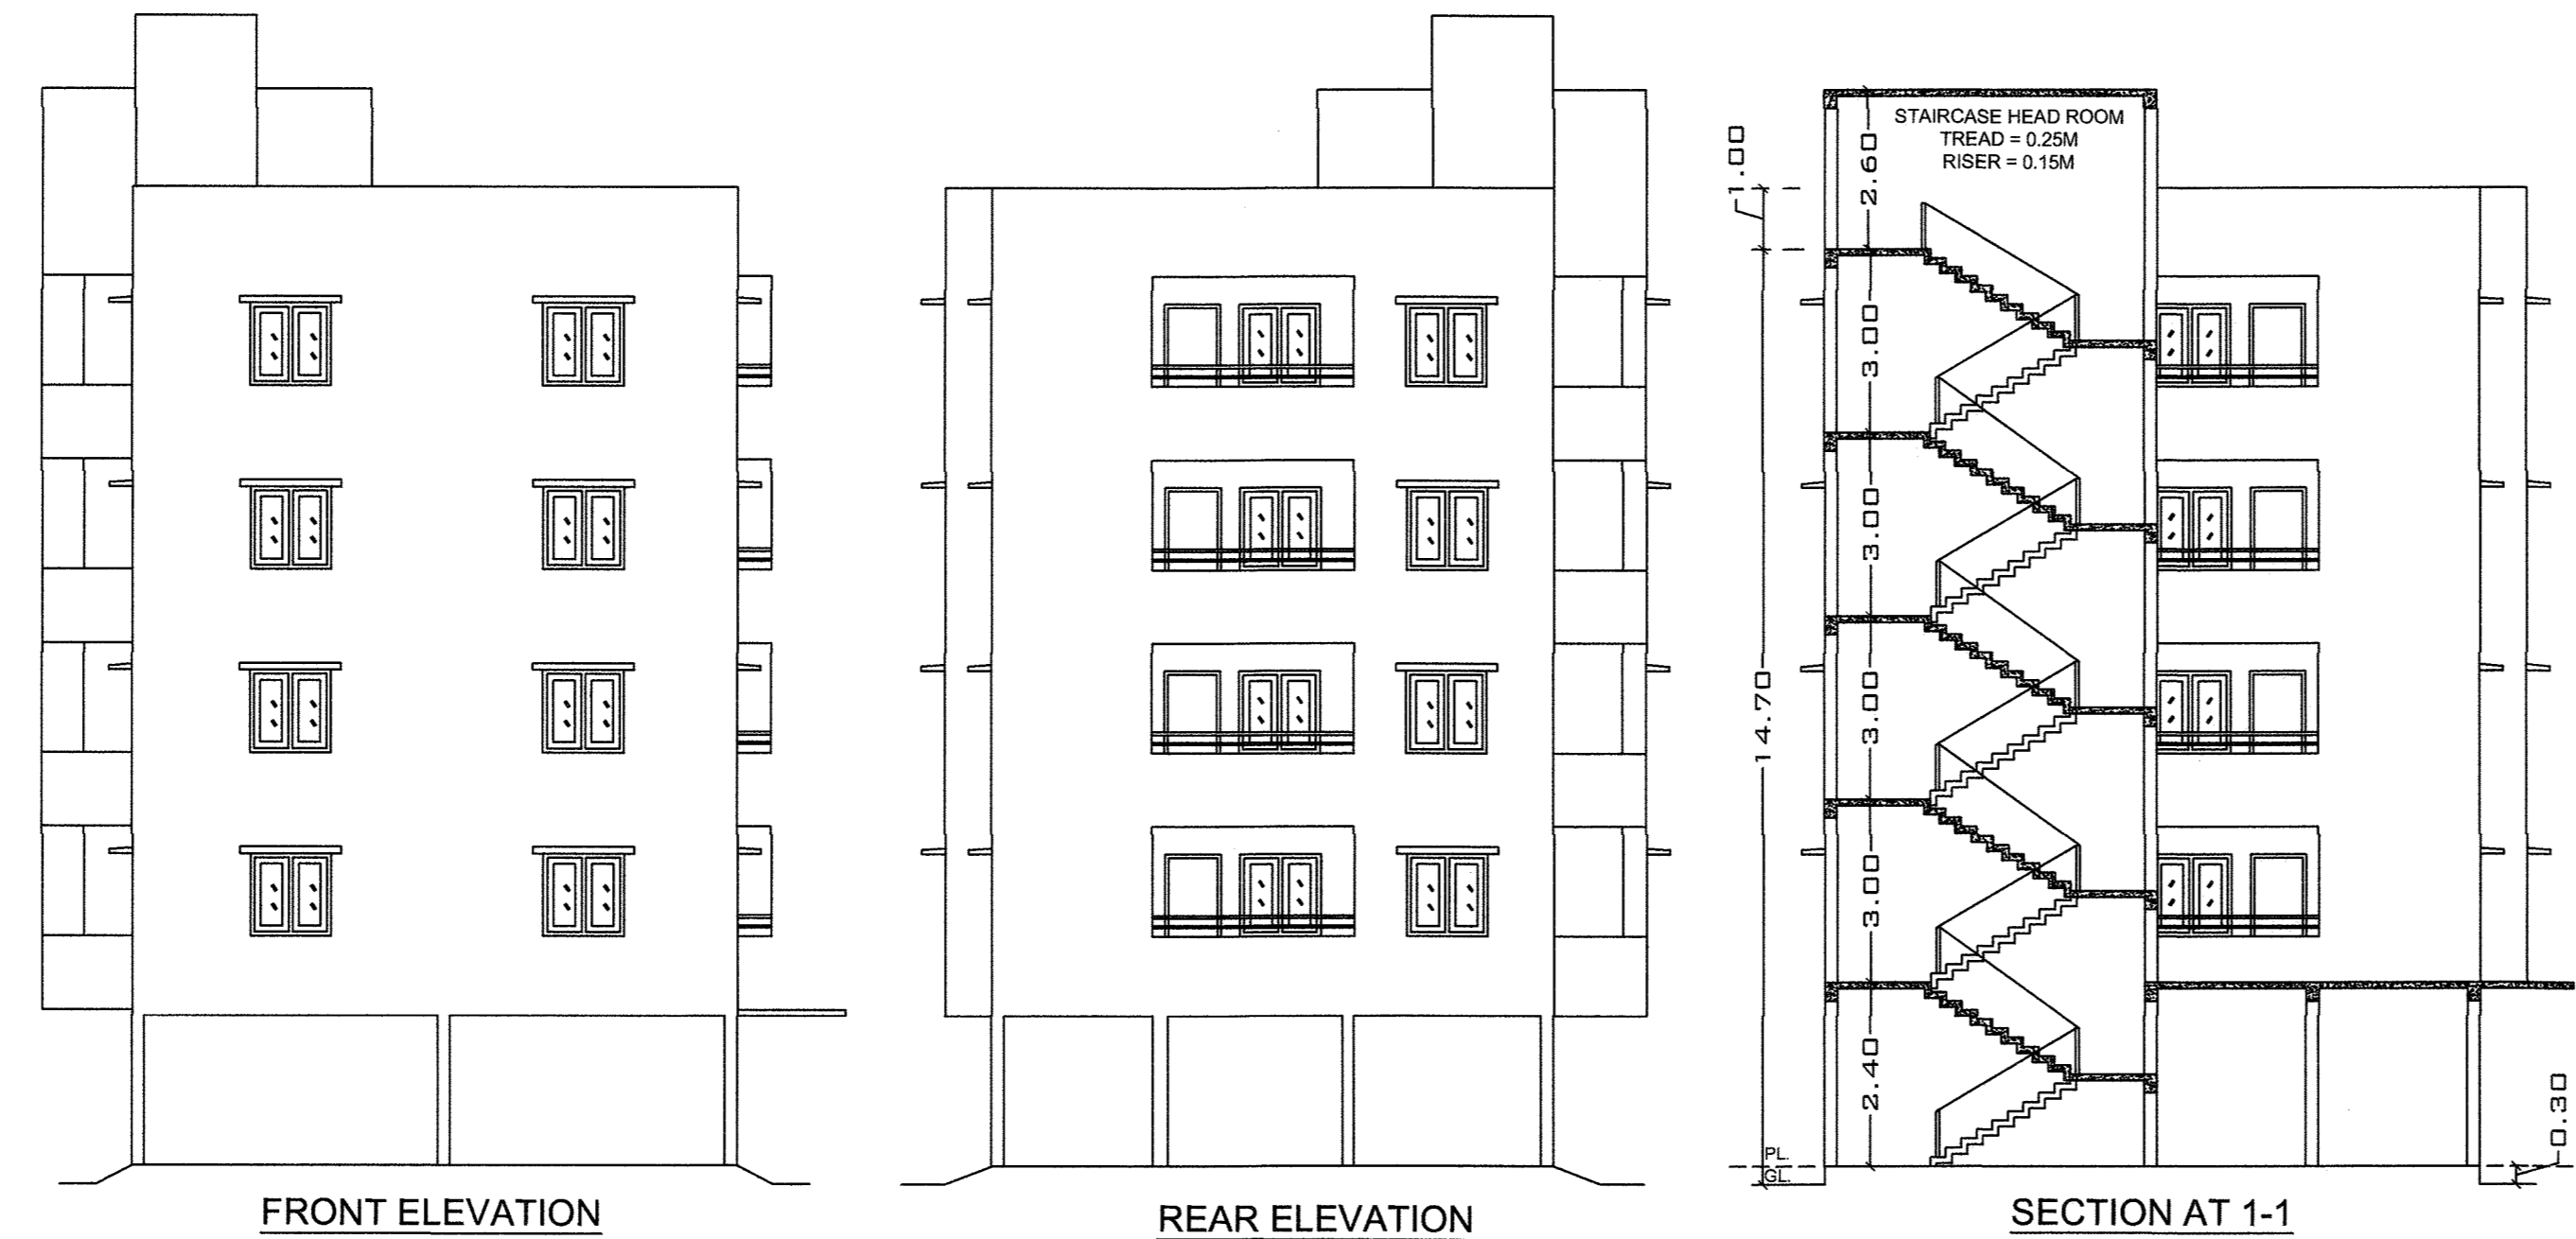 STAIRCASE HEAD ROOM
TREAD = 0.25M
RISER = 0.15M
1.00
2.60
3.00
3.00
3.00
3.00
2.40
14.70
0.30
PL.
GL.
FRONT ELEVATION
REAR ELEVATION
SECTION AT 1-1